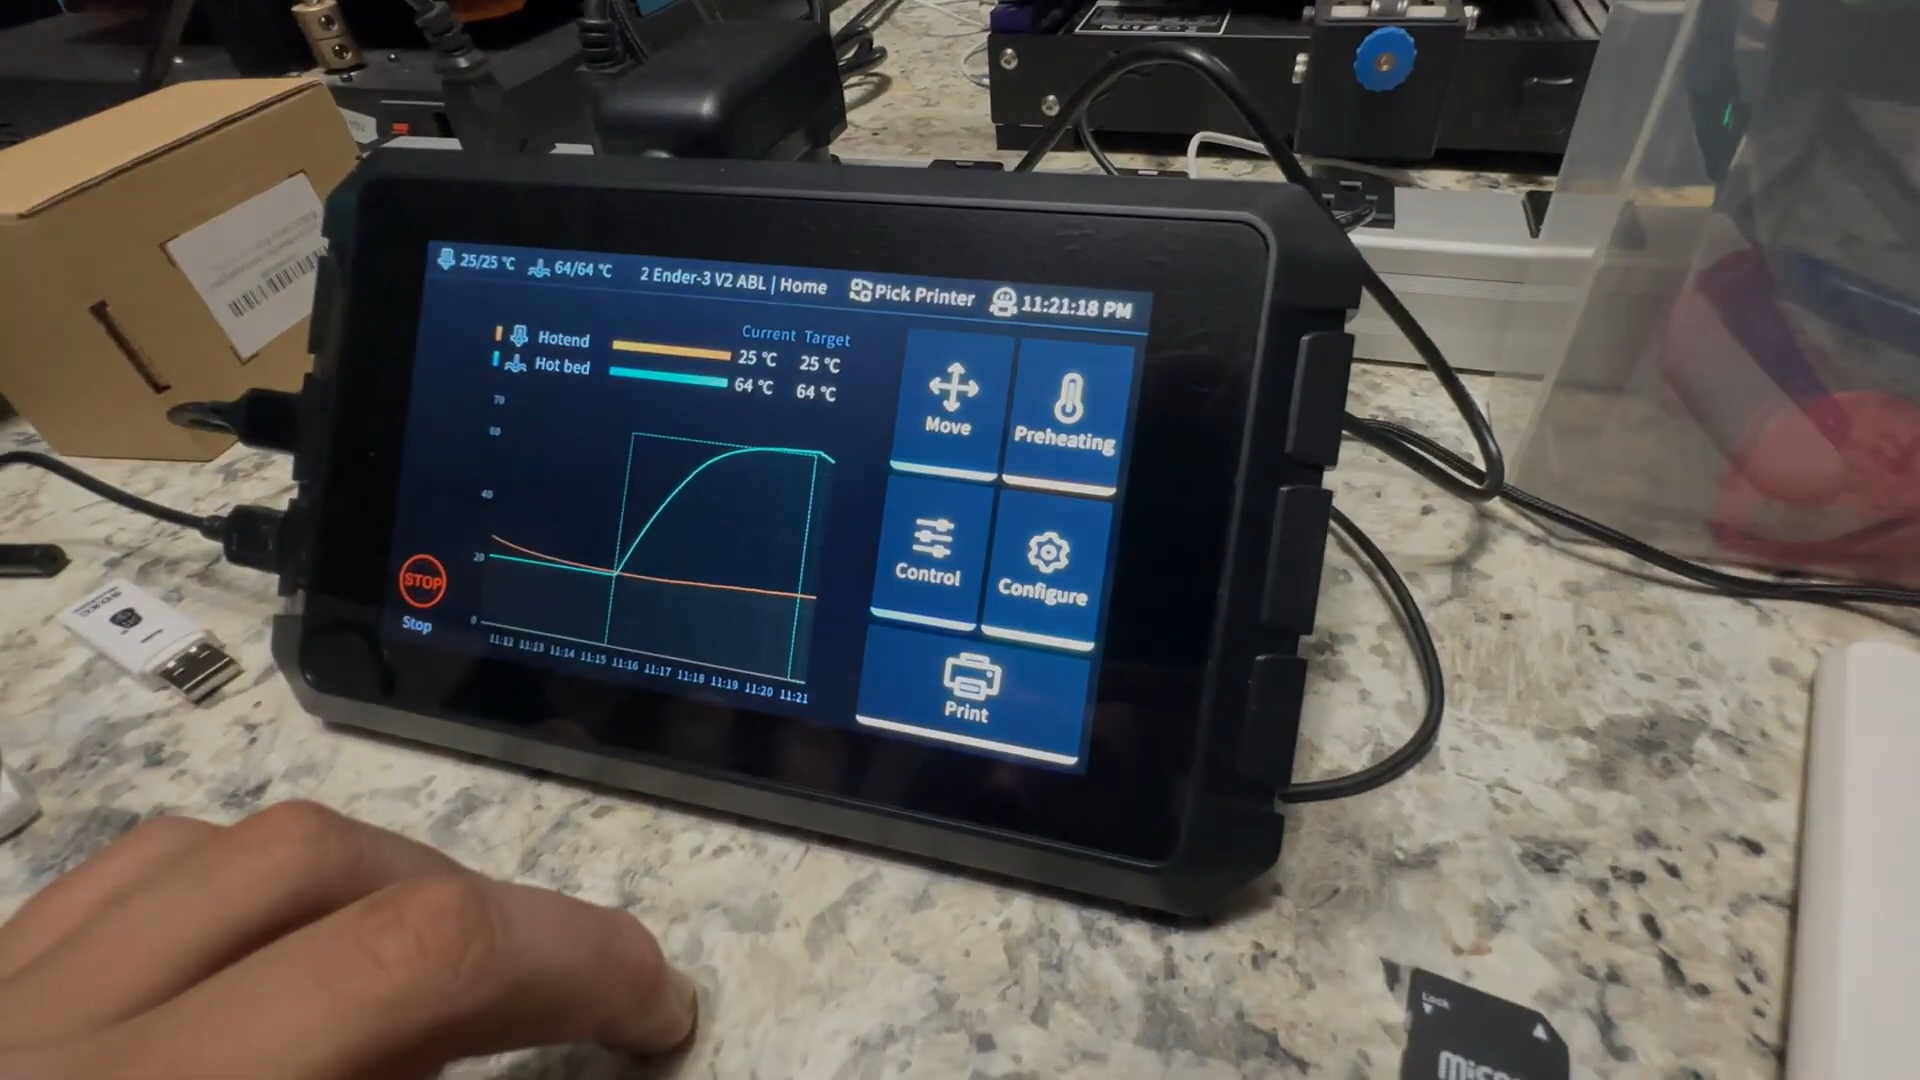 25/25 °C 64/64 °C 2 Ender-3 V2 ABL | Home Pick Printer 11:21:18 PM
Current Target
Hotend 25 °C 25 °C
Hot bed 64 °C 64 °C
70
60
40
20
0
11:12 11:13 11:14 11:15 11:16 11:17 11:18 11:19 11:20 11:21
STOP
Stop
Move
Preheating
Control
Configure
Print
Lock
micro